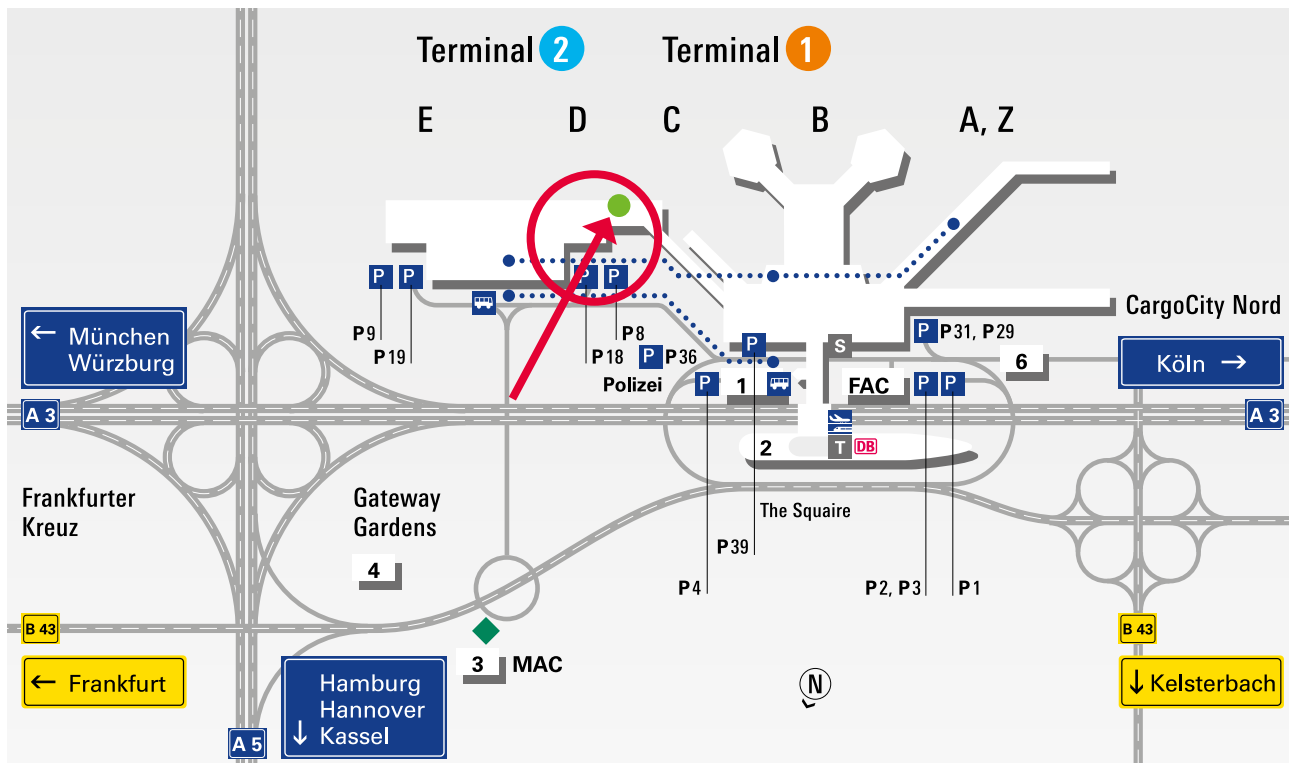 Terminal 2
Terminal 1
E
D
C
B
A, Z
P
P
P
P
P9
P19
P18
P8
P P36
Polizei
P
P
S
P P31, P29
CargoCity Nord
← München
Würzburg
A 3
1
FAC
P
P
6
Köln →
A 3
2
T
DB
The Squaire
Frankfurter
Kreuz
Gateway
Gardens
4
P39
P4
P2, P3
P1
B 43
← Frankfurt
3
MAC
N
B 43
↓ Kelsterbach
Hamburg
Hannover
↓ Kassel
A 5